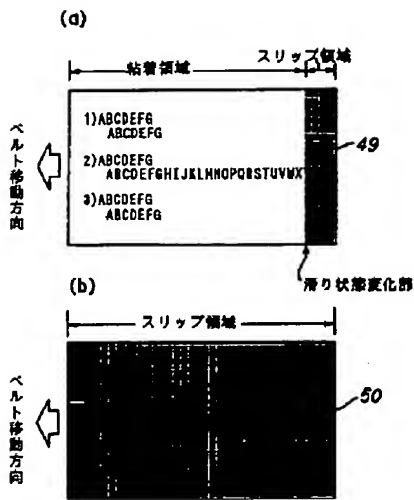 (a)
スリップ領域
粘着領域
1)ABCDEFG
ABCDEFG
2)ABCDEFG
ABCDEFGHIJKLMNOPQRSTUVWX
3)ABCDEFG
ABCDEFG
49
ベルト移動方向
滑り状態変化部
(b)
スリップ領域
50
ベルト移動方向